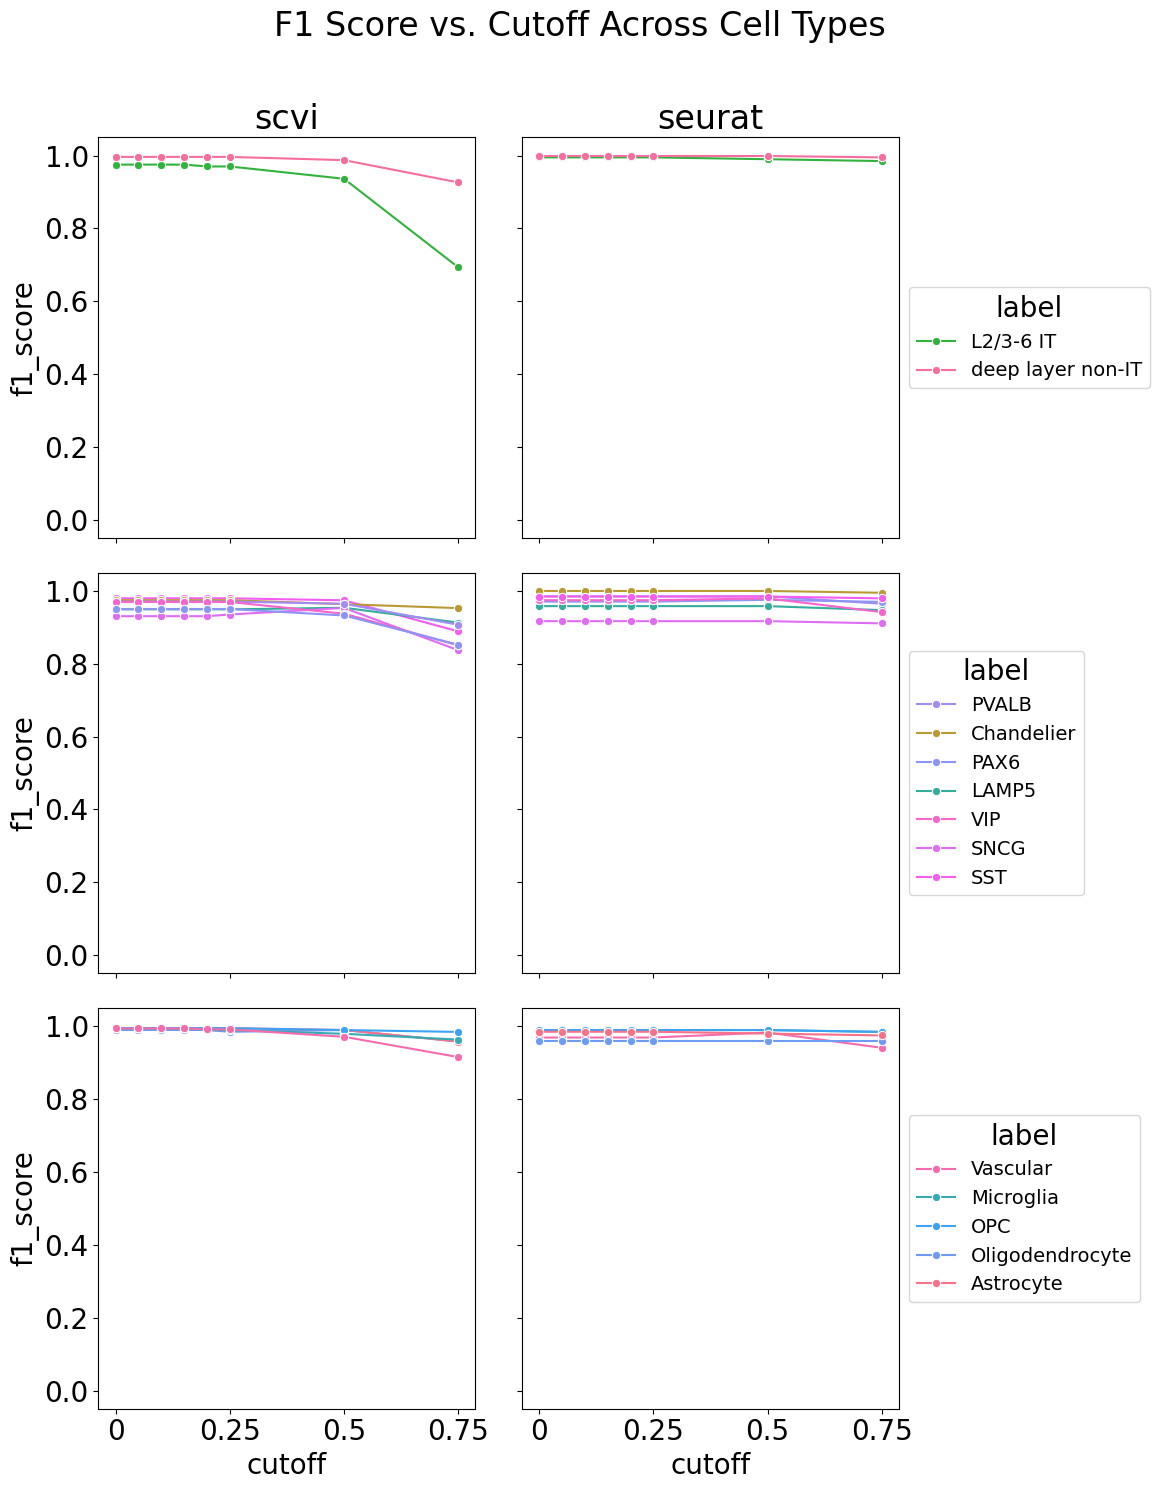 F1 Score vs. Cutoff Across Cell Types
scvi
seurat
1.0
0.8
0.6
0.4
0.2
0.0
f1_score
label
L2/3-6 IT
deep layer non-IT
1.0
0.8
0.6
0.4
0.2
0.0
f1_score
label
PVALB
Chandelier
PAX6
LAMP5
VIP
SNCG
SST
1.0
0.8
0.6
0.4
0.2
0.0
f1_score
label
Vascular
Microglia
OPC
Oligodendrocyte
Astrocyte
0 0.25 0.5 0.75
cutoff
0 0.25 0.5 0.75
cutoff